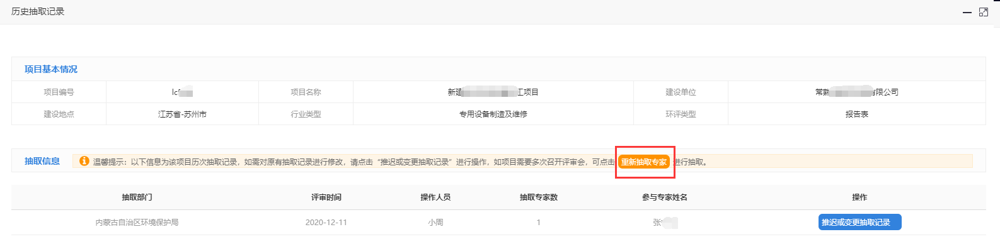 历史抽取记录
项目基本情况
项目编号 lc 项目名称 新建 工项目 建设单位 常熟 有限公司
建设地点 江苏省-苏州市 行业类型 专用设备制造及维修 环评类型 报告表
抽取信息 温馨提示：以下信息为该项目历次抽取记录，如需对原有抽取记录进行修改，请点击“推迟或变更抽取记录”进行操作，如项目需要多次召开评审会，可点击 重新抽取专家 进行抽取。
抽取部门 评审时间 操作人员 抽取专家数 参与专家姓名 操作
内蒙古自治区环境保护局 2020-12-11 小周 1 张 推迟或变更抽取记录